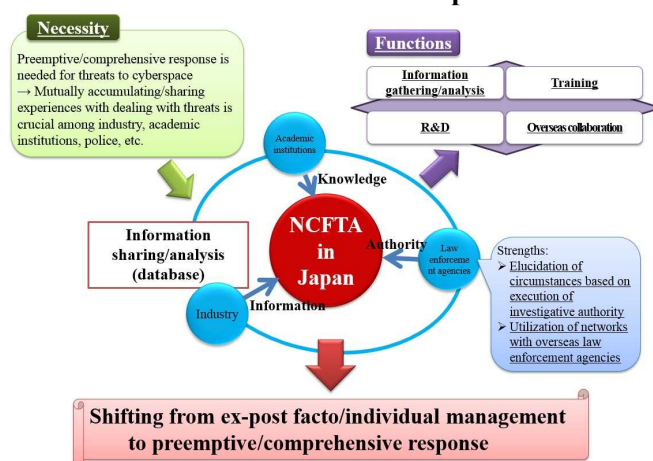 Necessity
Preemptive/comprehensive response is
needed for threats to cyberspace
→ Mutually accumulating/sharing
experiences with dealing with threats is
crucial among industry, academic
institutions, police, etc.
Functions
Information
gathering/analysis
Training
R&D
Overseas collaboration
Academic
institutions
Knowledge
NCFTA
in
Japan
Authority
Law
enforceme
nt agencies
Information
sharing/analysis
(database)
Industry
Information
Strengths:
➢ Elucidation of
circumstances based on
execution of
investigative authority
➢ Utilization of networks
with overseas law
enforcement agencies
Shifting from ex-post facto/individual management
to preemptive/comprehensive response